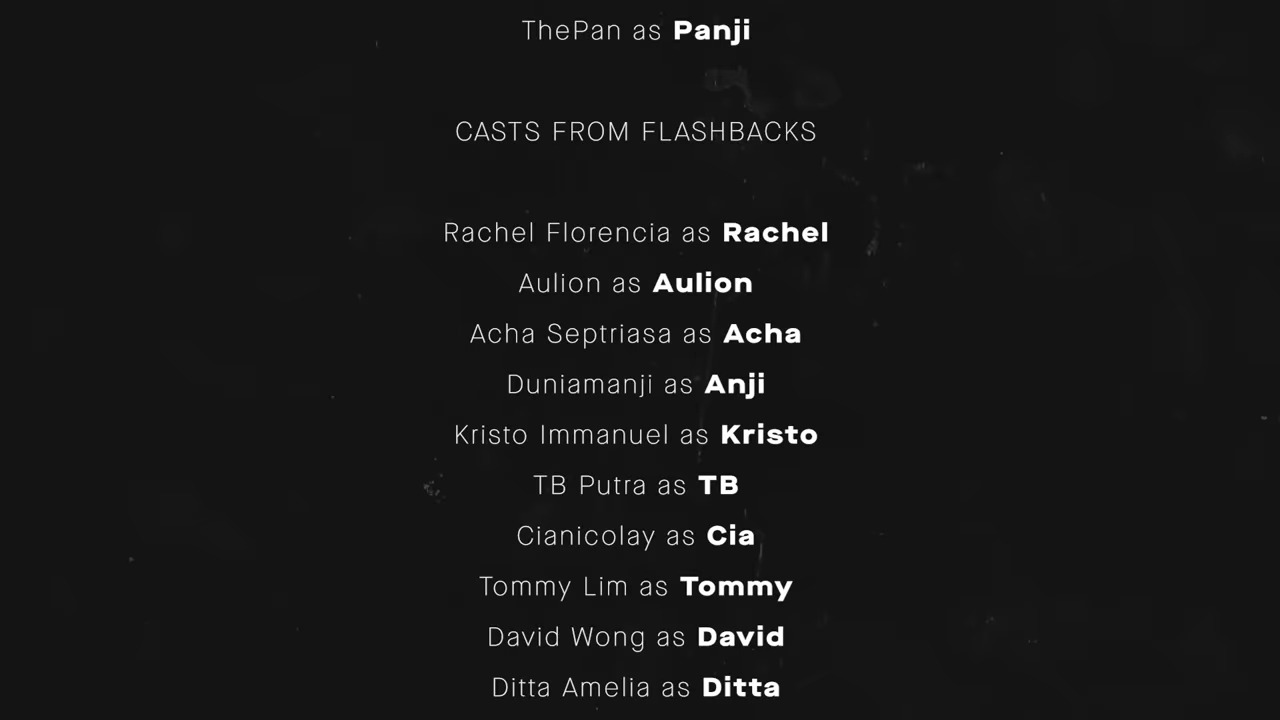 ThePan as Panji
CASTS FROM FLASHBACKS
Rachel Florencia as Rachel
Aulion as Aulion
Acha Septriasa as Acha
Duniamanji as Anji
Kristo Immanuel as Kristo
TB Putra as TB
Cianicolay as Cia
Tommy Lim as Tommy
David Wong as David
Ditta Amelia as Ditta